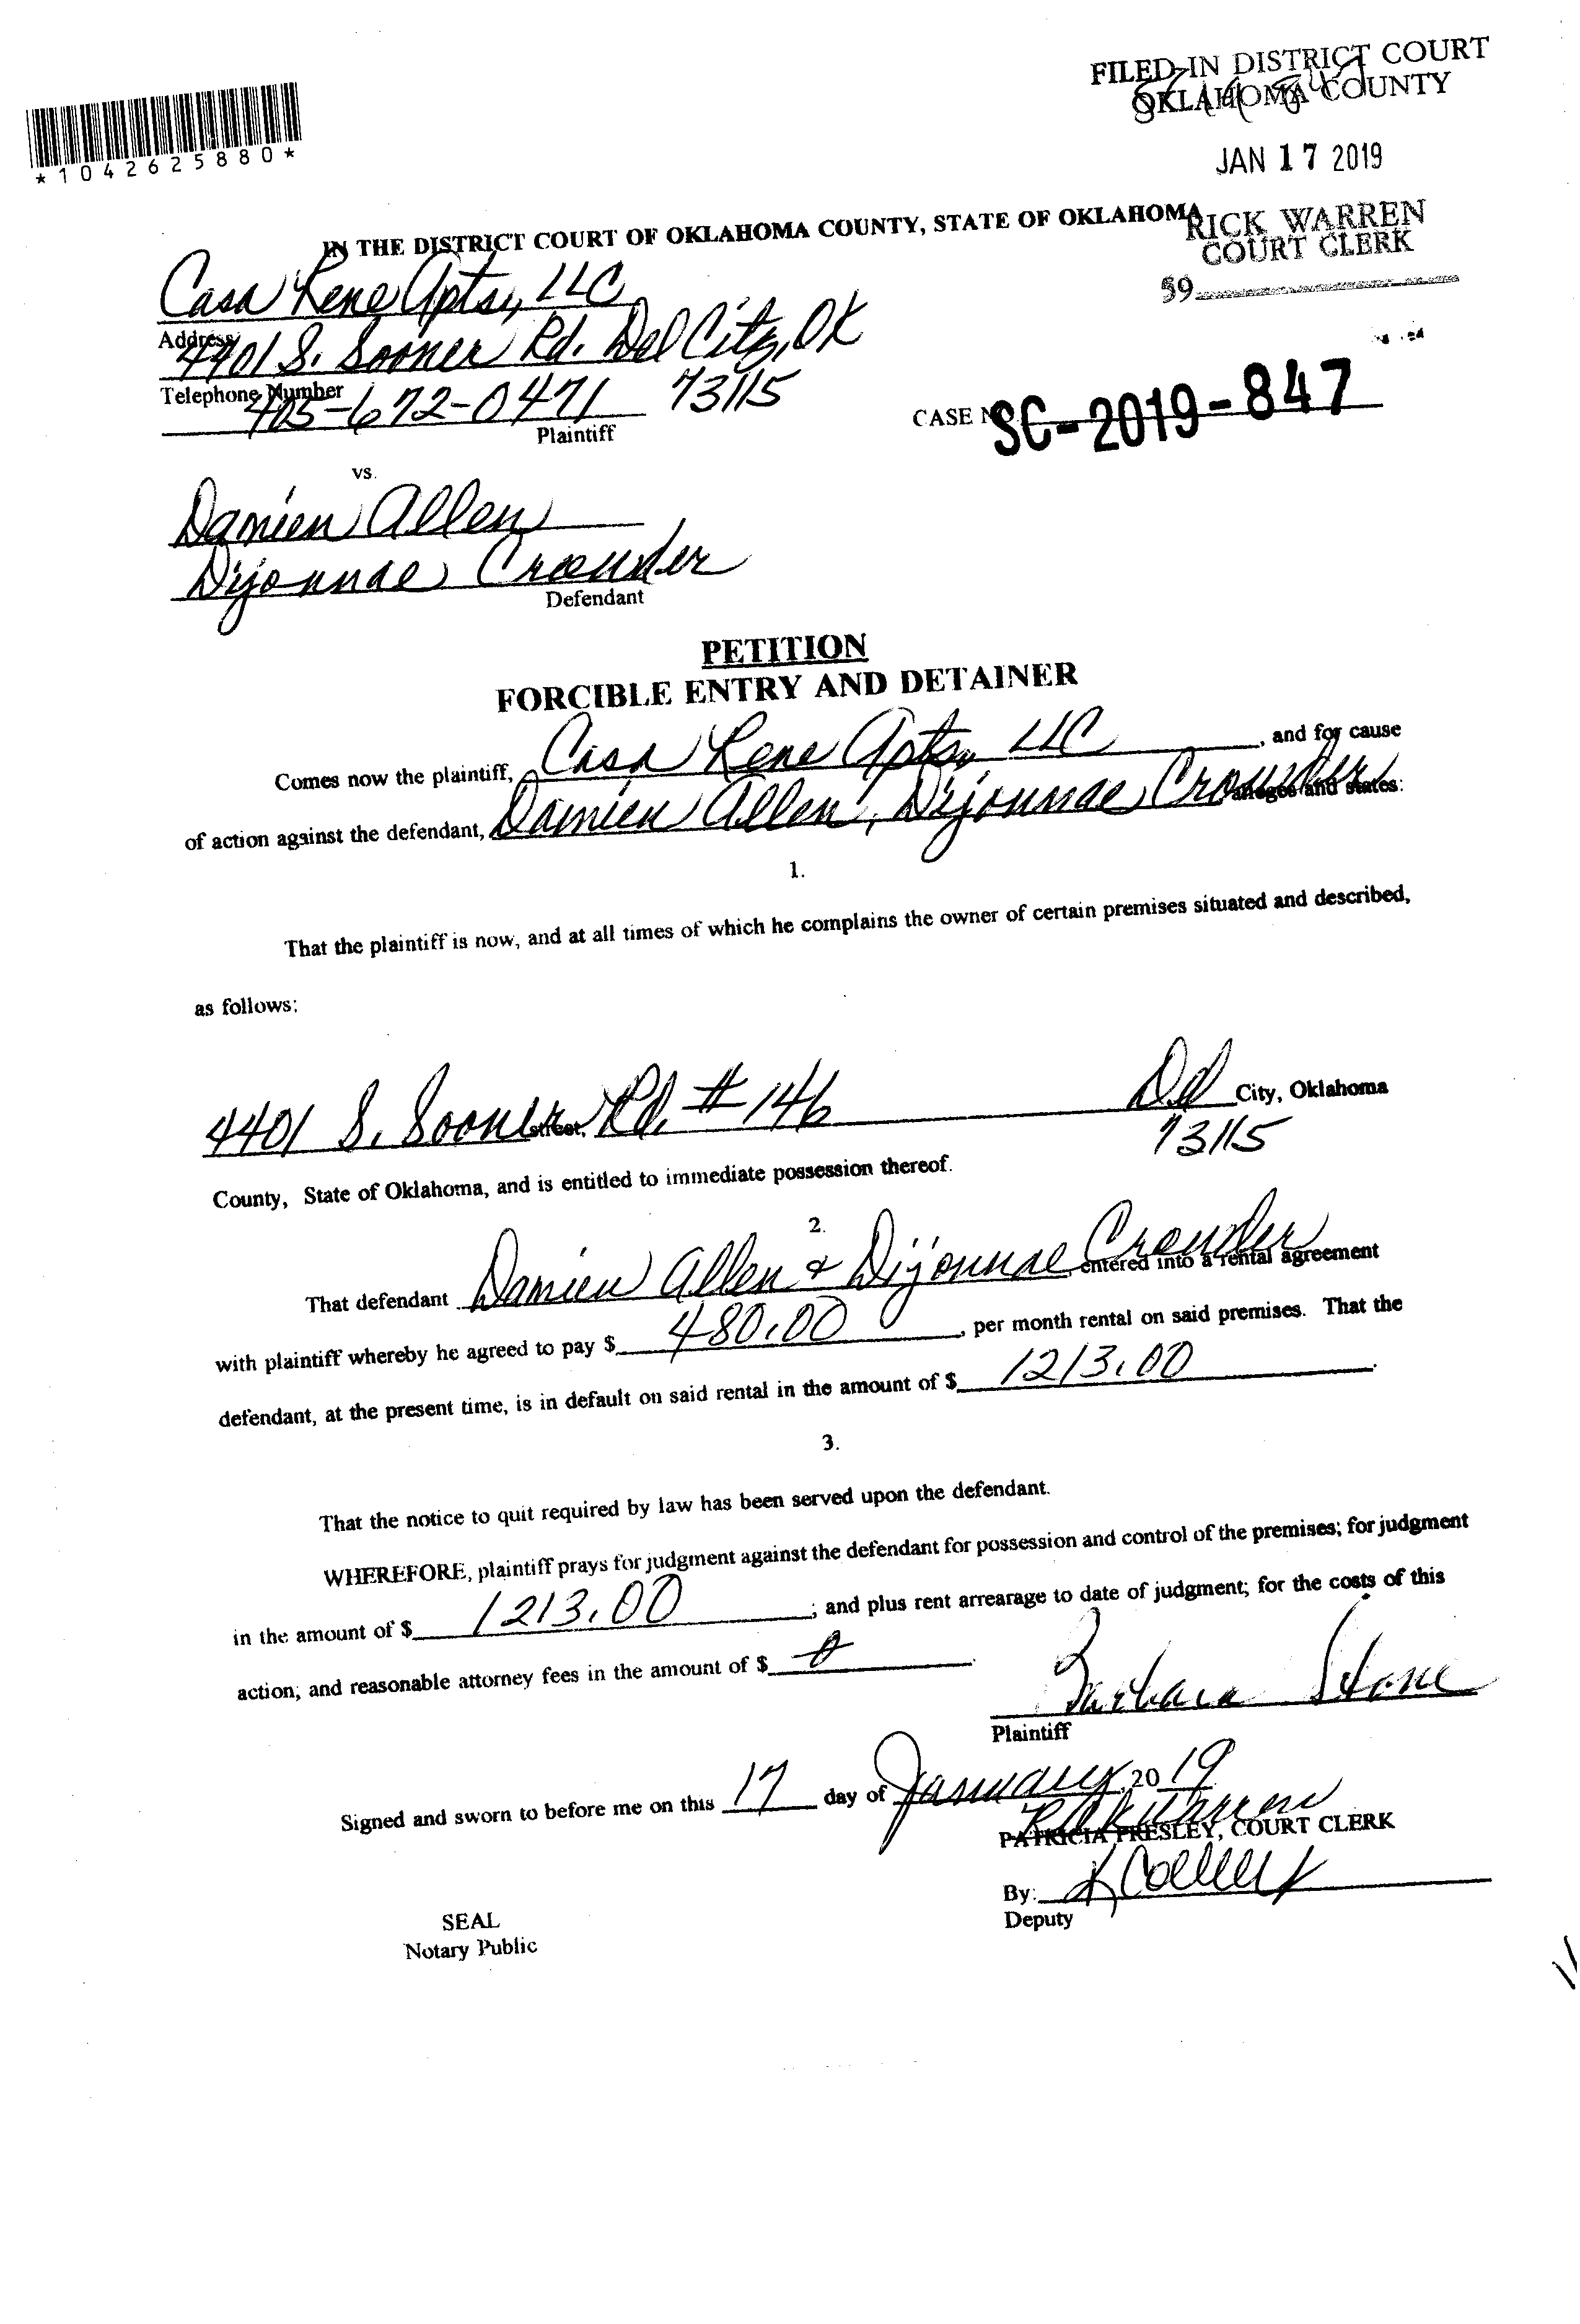 FILED IN DISTRICT COURT
OKLAHOMA COUNTY
JAN 17 2019
*1042625880*
IN THE DISTRICT COURT OF OKLAHOMA COUNTY, STATE OF OKLAHOMA
RICK WARREN
COURT CLERK
59
Casa Rene Apts, LLC
Address
4401 S. Sooner Rd. Del City, OK
Telephone Number
405-672-0471 73115
Plaintiff
CASE N SC-2019-847
vs.
Damien Allen
Dijonnae Crowder
Defendant
PETITION
FORCIBLE ENTRY AND DETAINER
Comes now the plaintiff, Casa Rene Apts, LLC, and for cause
of action against the defendant, Damien Allen, Dijonnae Crowder alleges and states:
1.
That the plaintiff is now, and at all times of which he complains the owner of certain premises situated and described,
as follows:
4401 S. Sooner Rd. # 146 street, Del City, Oklahoma
73115
County, State of Oklahoma, and is entitled to immediate possession thereof.
2.
That defendant Damien Allen & Dijonnae Crowder entered into a rental agreement
with plaintiff whereby he agreed to pay $ 480.00, per month rental on said premises. That the
defendant, at the present time, is in default on said rental in the amount of $ 1213.00.
3.
That the notice to quit required by law has been served upon the defendant.
WHEREFORE, plaintiff prays for judgment against the defendant for possession and control of the premises; for judgment
in the amount of $ 1213.00; and plus rent arrearage to date of judgment; for the costs of this
action; and reasonable attorney fees in the amount of $ 0.
Barbara Stone
Plaintiff
Signed and sworn to before me on this 17 day of January, 20 19
Rick Warren
PATRICIA PRESLEY, COURT CLERK
By:
Deputy
SEAL
Notary Public